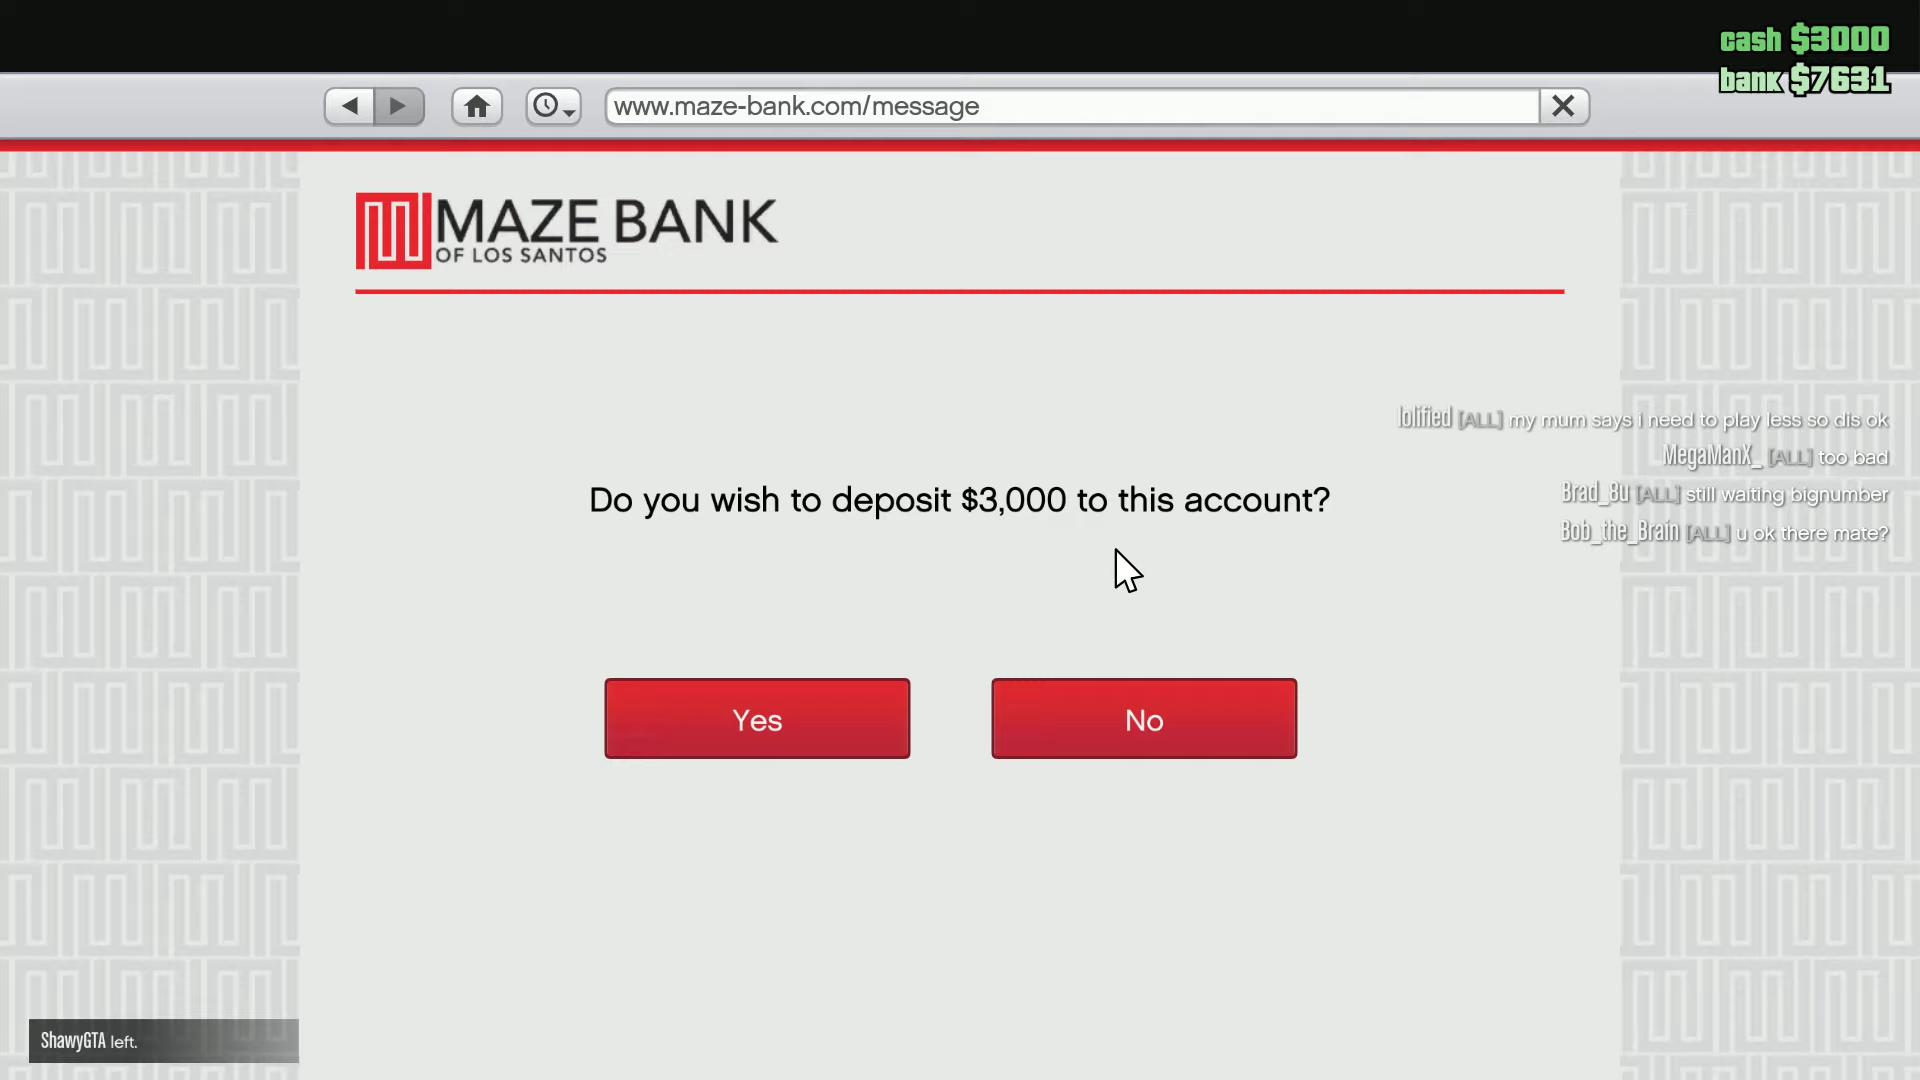 cash $3000
bank $7631
www.maze-bank.com/message
MAZE BANK
OF LOS SANTOS
lolified [ALL] my mum says i need to play less so dis ok
MegaManX_ [ALL] too bad
Brad_8u [ALL] still waiting bignumber
Bob_the_Brain [ALL] u ok there mate?
Do you wish to deposit $3,000 to this account?
Yes
No
ShawyGTA left.